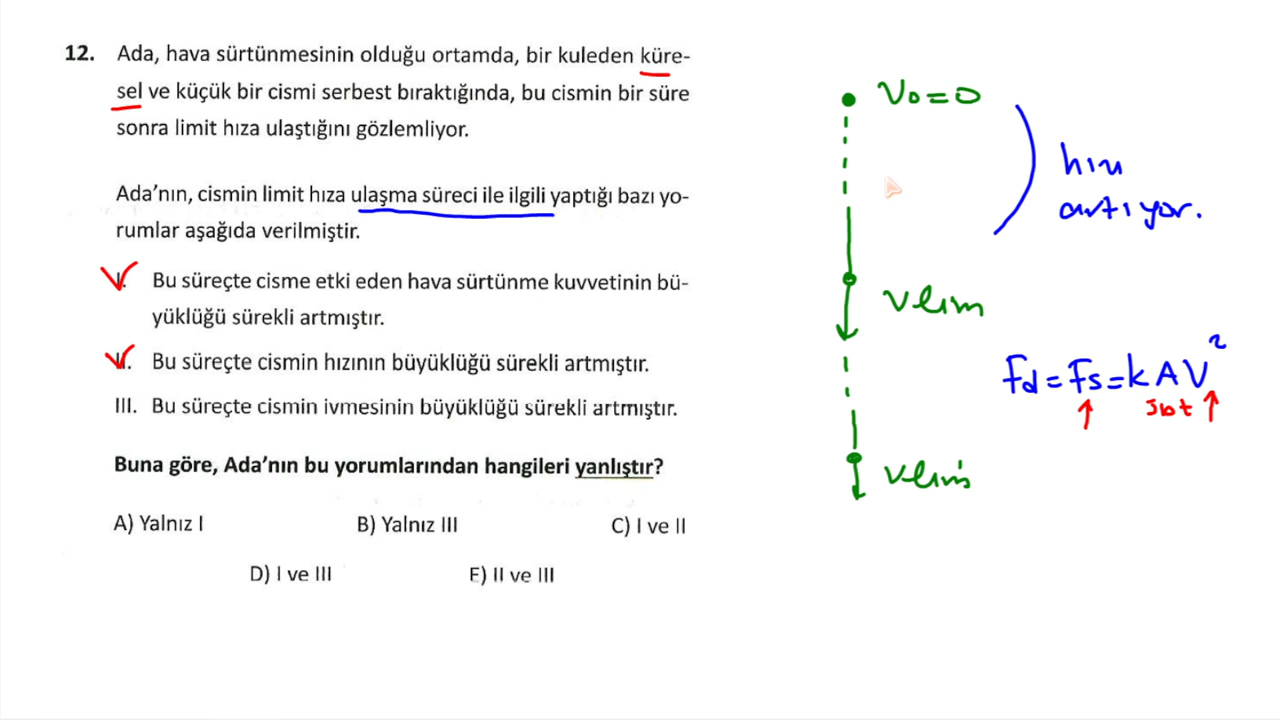 12. Ada, hava sürtünmesinin olduğu ortamda, bir kuleden küre-
sel ve küçük bir cismi serbest bıraktığında, bu cismin bir süre
sonra limit hıza ulaştığını gözlemliyor.
Ada'nın, cismin limit hıza ulaşma süreci ile ilgili yaptığı bazı yo-
rumlar aşağıda verilmiştir.
I. Bu süreçte cisme etki eden hava sürtünme kuvvetinin bü-
yüklüğü sürekli artmıştır.
II. Bu süreçte cismin hızının büyüklüğü sürekli artmıştır.
III. Bu süreçte cismin ivmesinin büyüklüğü sürekli artmıştır.
Buna göre, Ada'nın bu yorumlarından hangileri yanlıştır?
A) Yalnız I B) Yalnız III C) I ve II
D) I ve III E) II ve III
V0=0
hızı
artıyor.
Vlim
Fd=Fs=kAV²
sbt
Vlim